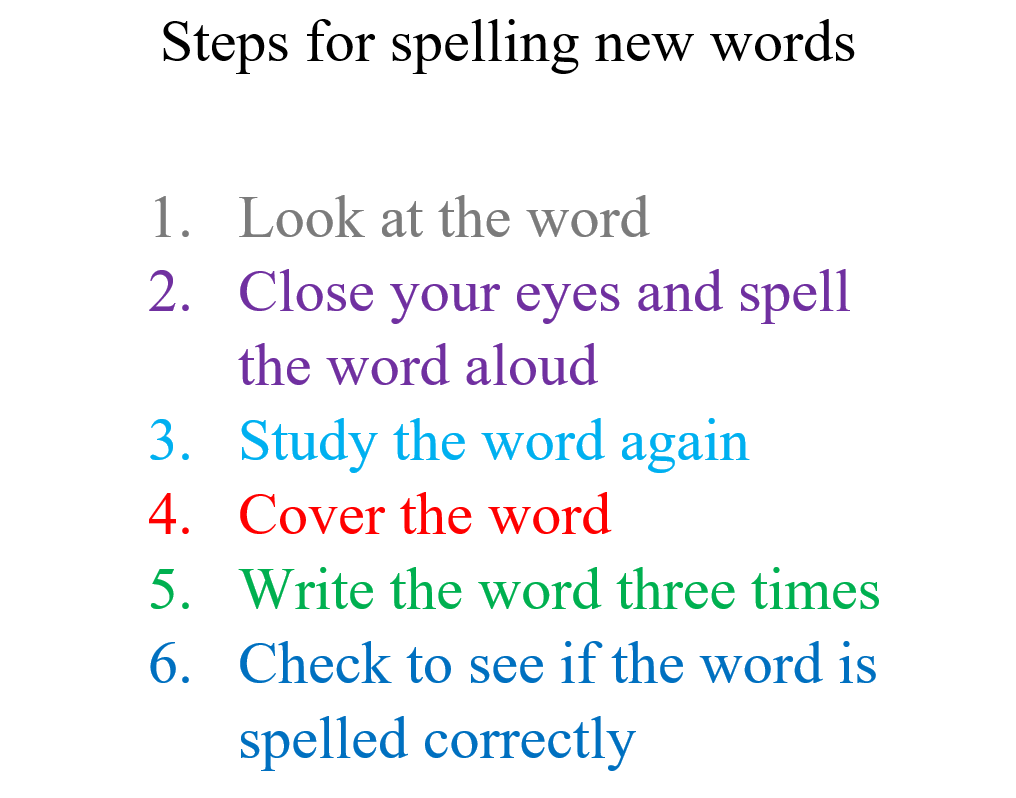 Steps for spelling new words
1. Look at the word
2. Close your eyes and spell
the word aloud
3. Study the word again
4. Cover the word
5. Write the word three times
6. Check to see if the word is
spelled correctly